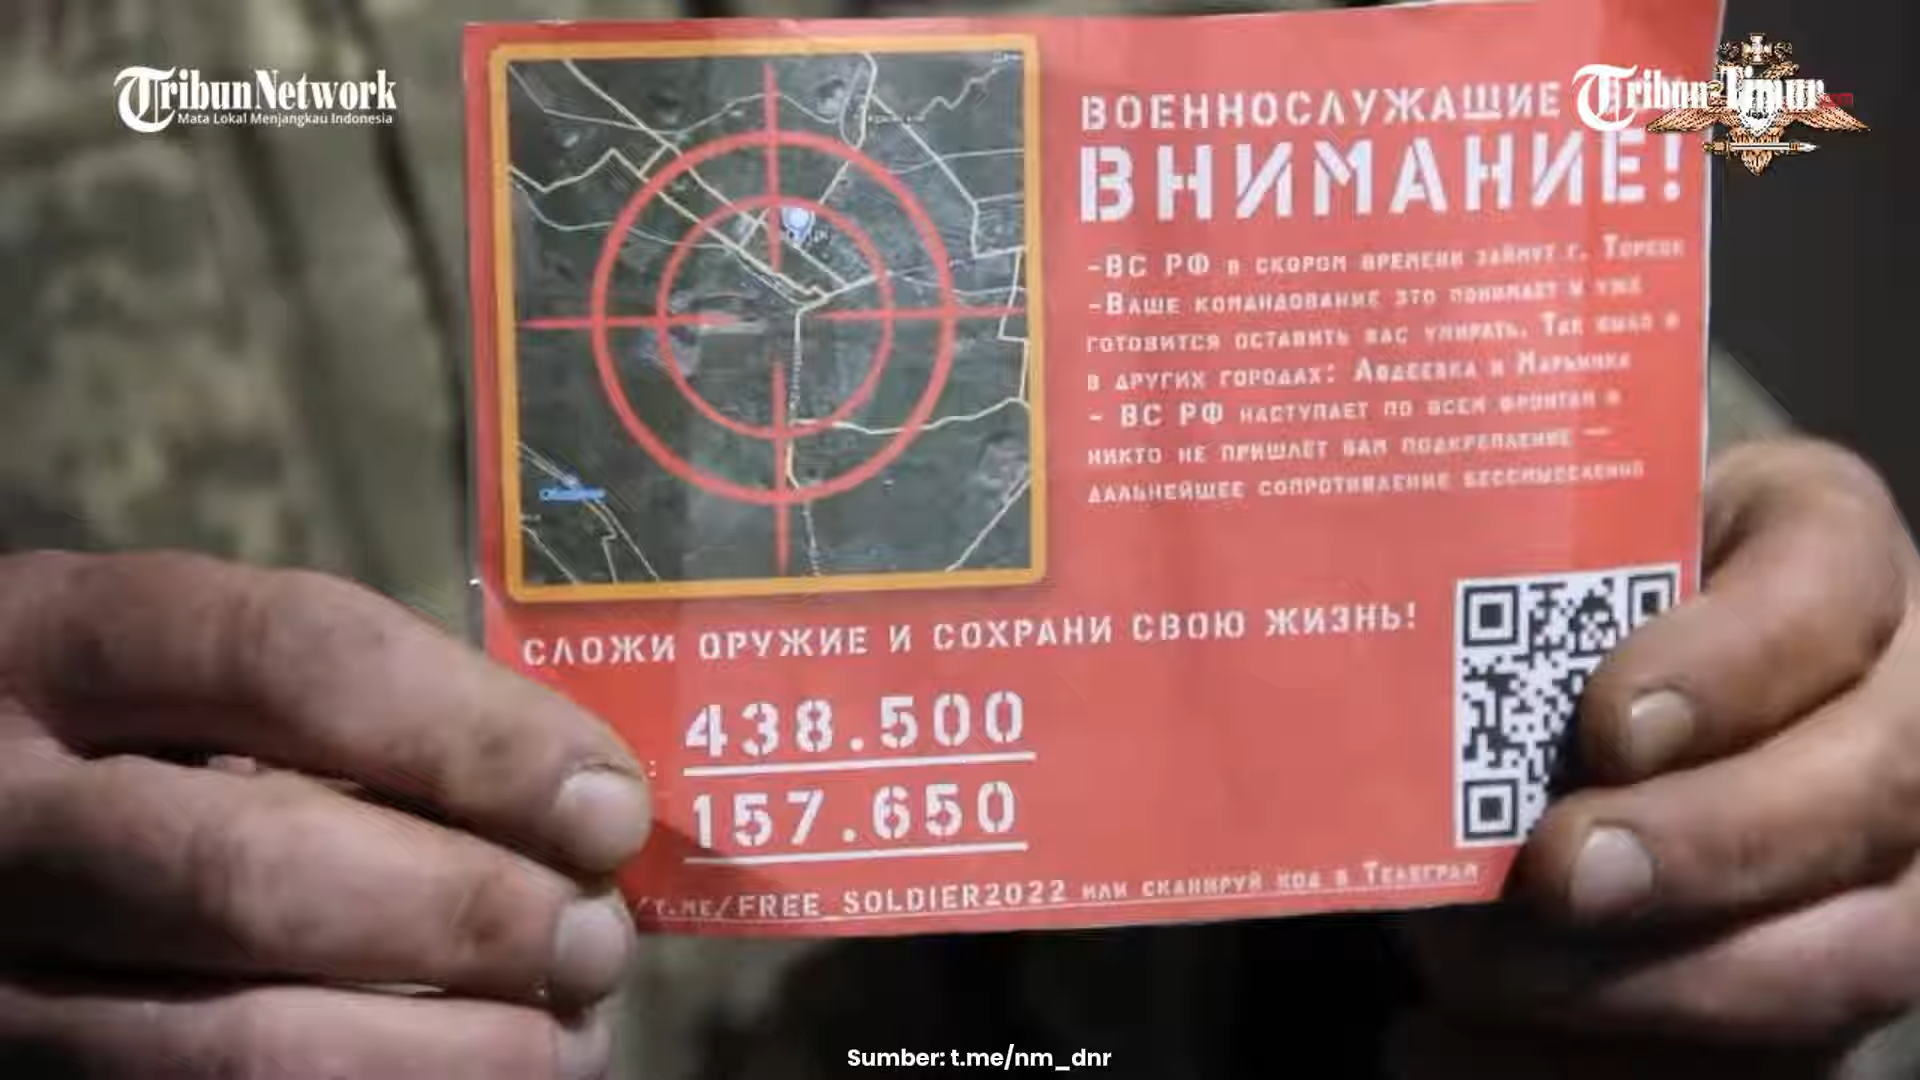 TribunNetwork
Mata Lokal Menjangkau Indonesia
Tribun-Timur.com
ВОЕННОСЛУЖАЩИЕ
ВНИМАНИЕ!
-ВС РФ в скором времени займут г. Торецк
-Ваше командование это понимает и уже
готовится оставить вас умирать. Так было и
в других городах: Авдеевка и Марьинка
- ВС РФ наступает по всем фронтам и
никто не пришлет вам подкрепление —
дальнейшее сопротивление бессмысленно
СЛОЖИ ОРУЖИЕ И СОХРАНИ СВОЮ ЖИЗНЬ!
:
438.500
157.650
/T.ME/FREE_SOLDIER2022 или сканируй код в Телеграм
Sumber: t.me/nm_dnr